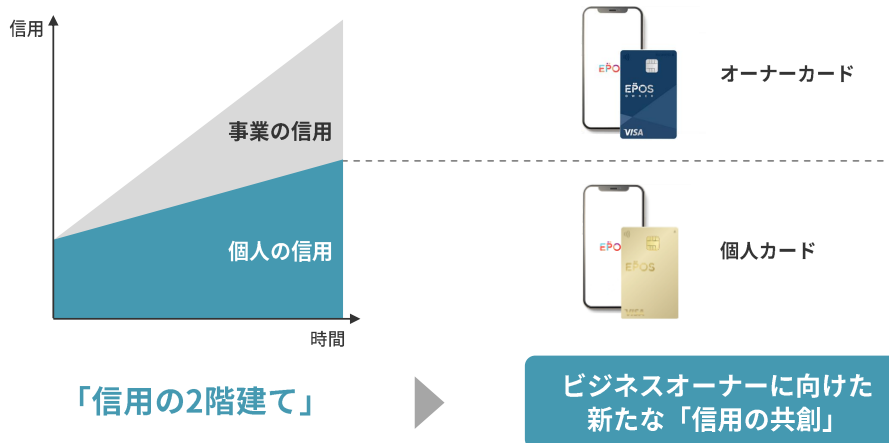 信用
事業の信用
個人の信用
時間
EPOS
VISA
オーナーカード
EPOS
個人カード
「信用の2階建て」
ビジネスオーナーに向けた
新たな「信用の共創」